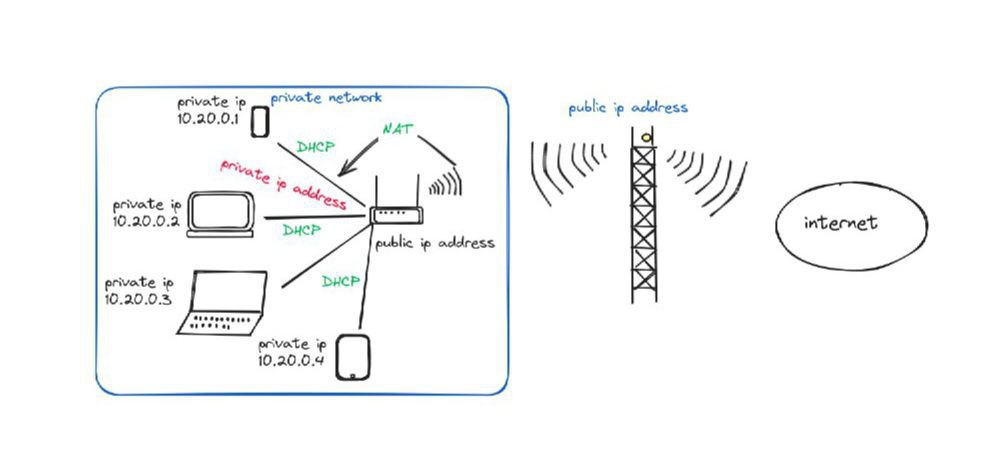 private ip
10.20.0.1
private network
NAT
DHCP
private ip address
private ip
10.20.0.2
DHCP
public ip address
private ip
10.20.0.3
DHCP
private ip
10.20.0.4
public ip address
internet